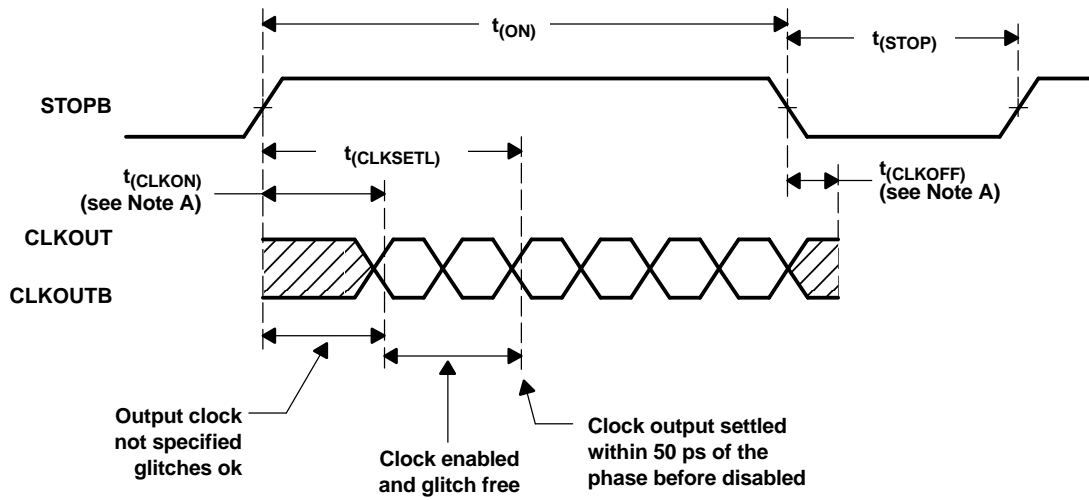 t(ON)
t(STOP)
STOPB
t(CLKSETL)
t(CLKON)
(see Note A)
t(CLKOFF)
(see Note A)
CLKOUT
CLKOUTB
Output clock
not specified
glitches ok
Clock enabled
and glitch free
Clock output settled
within 50 ps of the
phase before disabled